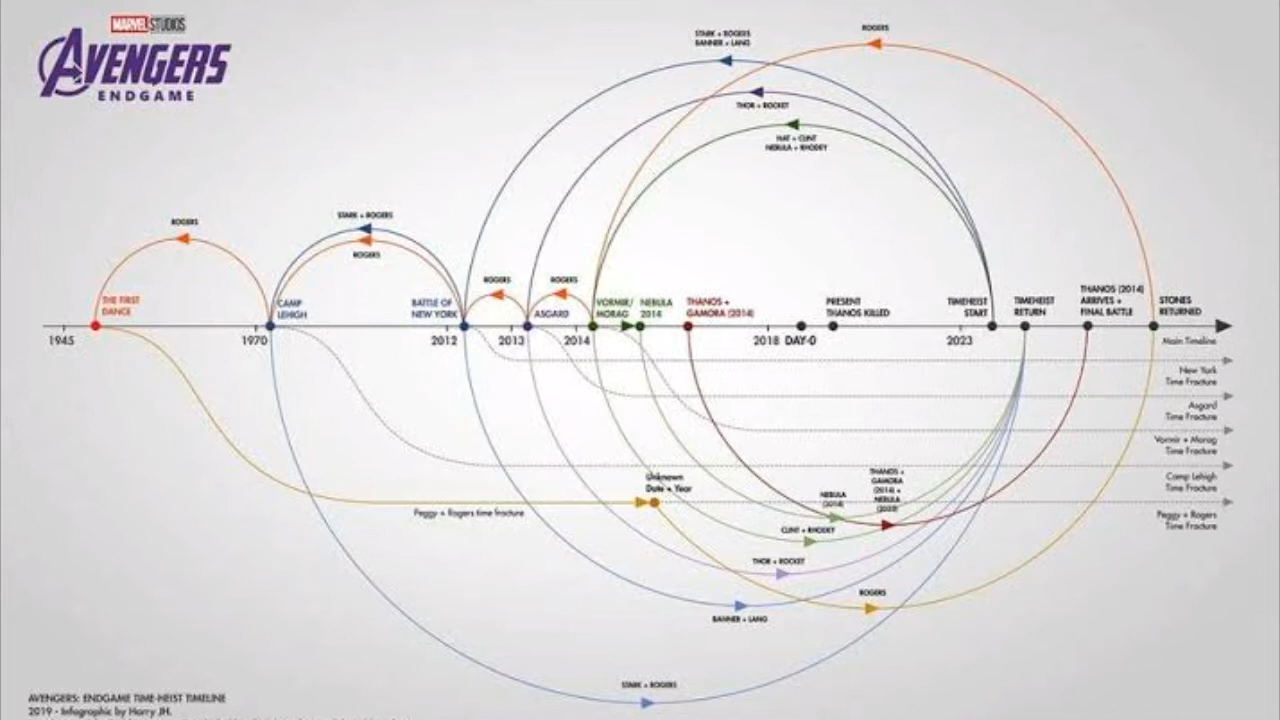 MARVEL STUDIOS
AVENGERS
ENDGAME
STARK + ROGERS
BANNER + LANG
ROGERS
THOR + ROCKET
NAT + CLINT
NEBULA + RHODEY
ROGERS
STARK + ROGERS
ROGERS
ROGERS
ROGERS
THE FIRST
DANCE
CAMP
LEHIGH
BATTLE OF
NEW YORK
ASGARD
VORMIR/
MORAG
NEBULA
2014
THANOS +
GAMORA (2014)
PRESENT
THANOS KILLED
TIMEHEIST
START
TIMEHEIST
RETURN
THANOS (2014)
ARRIVES +
FINAL BATTLE
STONES
RETURNED
1945
1970
2012
2013
2014
2018
DAY-0
2023
Main Timeline
New York
Time Fracture
Asgard
Time Fracture
Vormir + Morag
Time Fracture
Camp Lehigh
Time Fracture
Peggy + Rogers
Time Fracture
Unknown
Date + Year
Peggy + Rogers time fracture
NEBULA
(2014)
THANOS +
GAMORA
(2014) +
NEBULA
(2023)
CLINT + RHODEY
THOR + ROCKET
ROGERS
BANNER + LANG
STARK + ROGERS
AVENGERS: ENDGAME TIME-HEIST TIMELINE
2019 - Infographic by Harry JH.